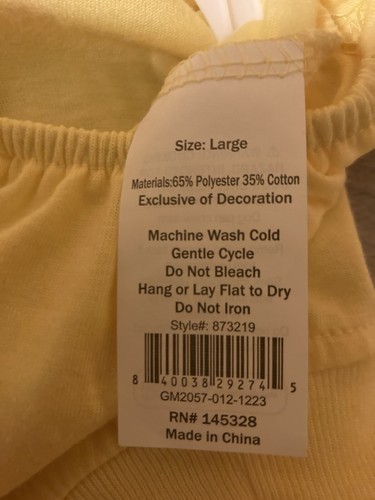 Size: Large
Materials:65% Polyester 35% Cotton
Exclusive of Decoration
Machine Wash Cold
Gentle Cycle
Do Not Bleach
Hang or Lay Flat to Dry
Do Not Iron
Style#: 873219
8 40038 29274 5
GM2057-012-1223
RN# 145328
Made in China